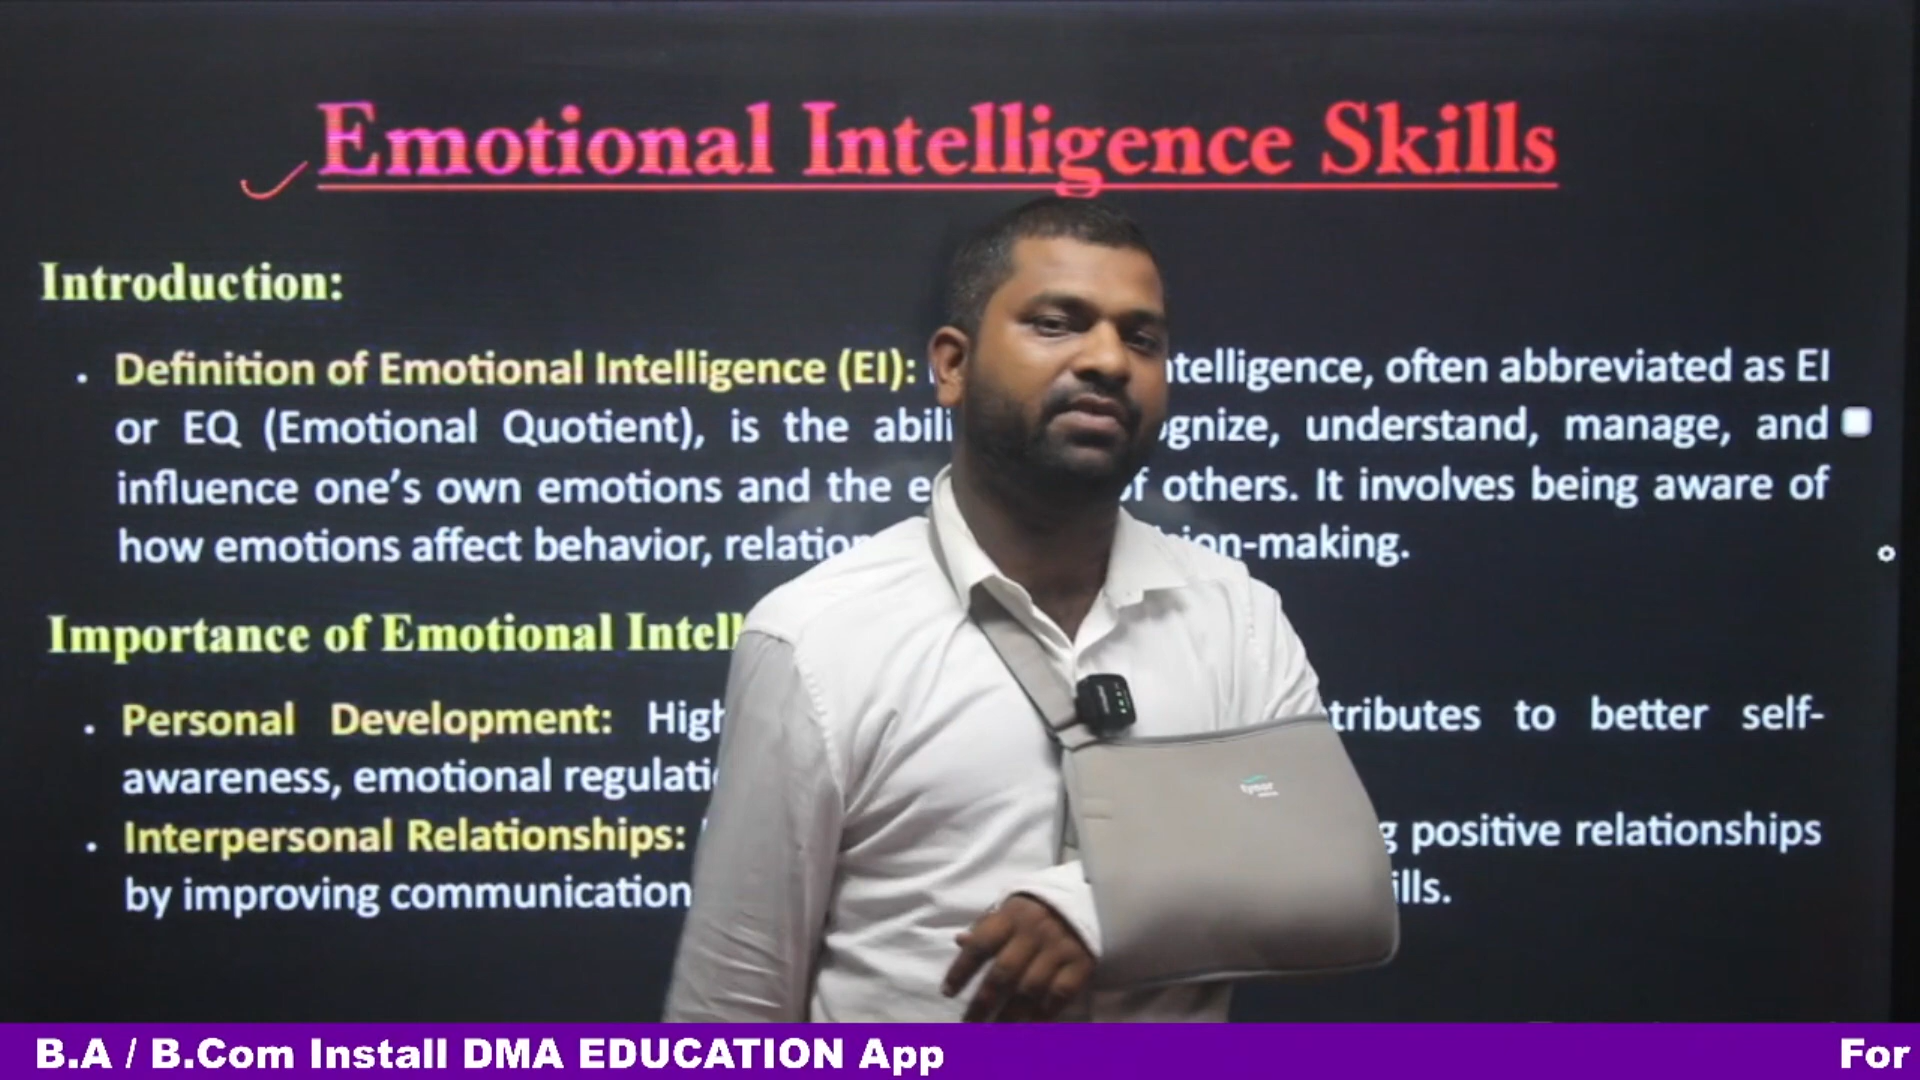 Emotional Intelligence Skills
Introduction:
. Definition of Emotional Intelligence (EI): ntelligence, often abbreviated as EI
or EQ (Emotional Quotient), is the abili gnize, understand, manage, and
influence one's own emotions and the e of others. It involves being aware of
how emotions affect behavior, relation ion-making.
Importance of Emotional Intell
. Personal Development: High tributes to better self-
awareness, emotional regulati
. Interpersonal Relationships: g positive relationships
by improving communication ills.
tynor
B.A / B.Com Install DMA EDUCATION App For